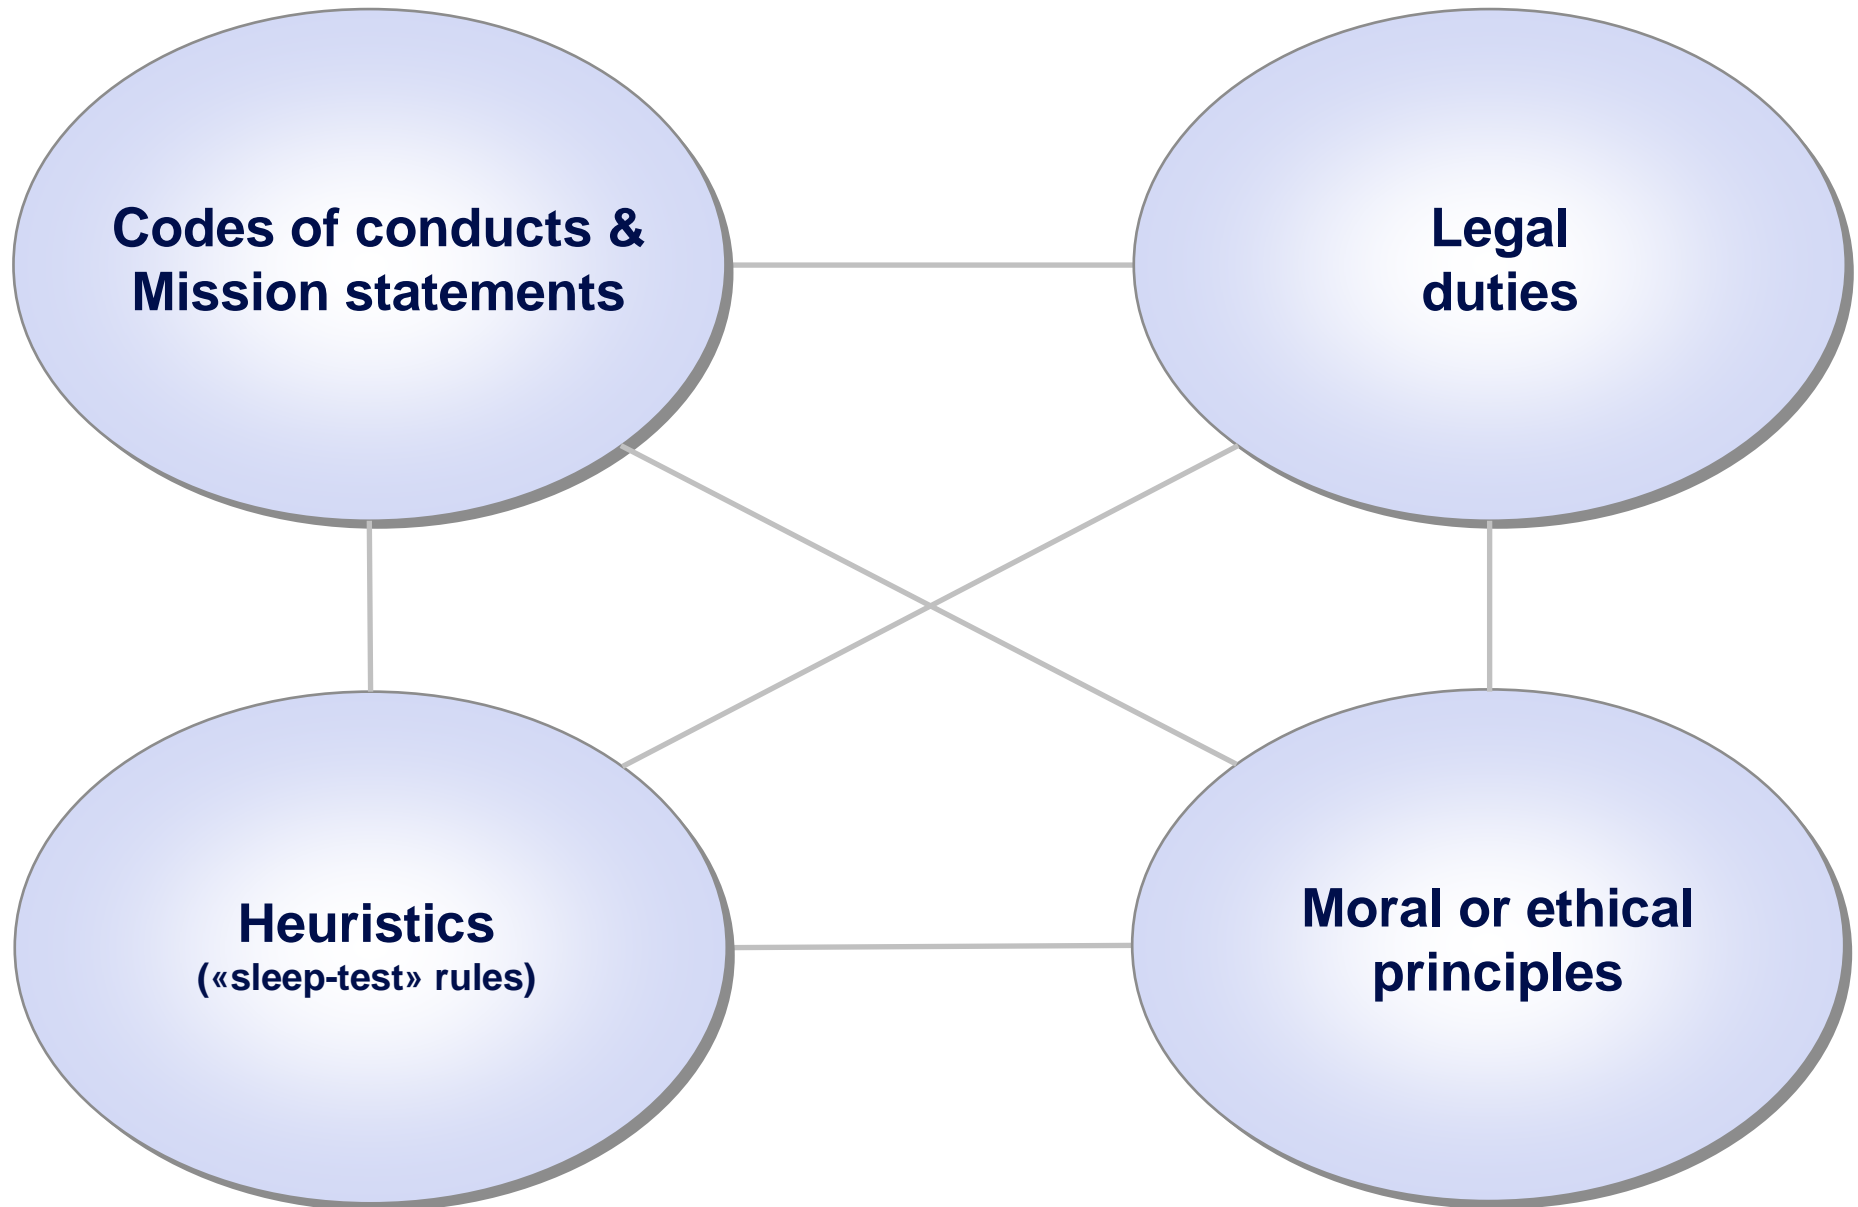 Codes of conducts &
Mission statements
Legal
duties
Heuristics
(«sleep-test» rules)
Moral or ethical
principles